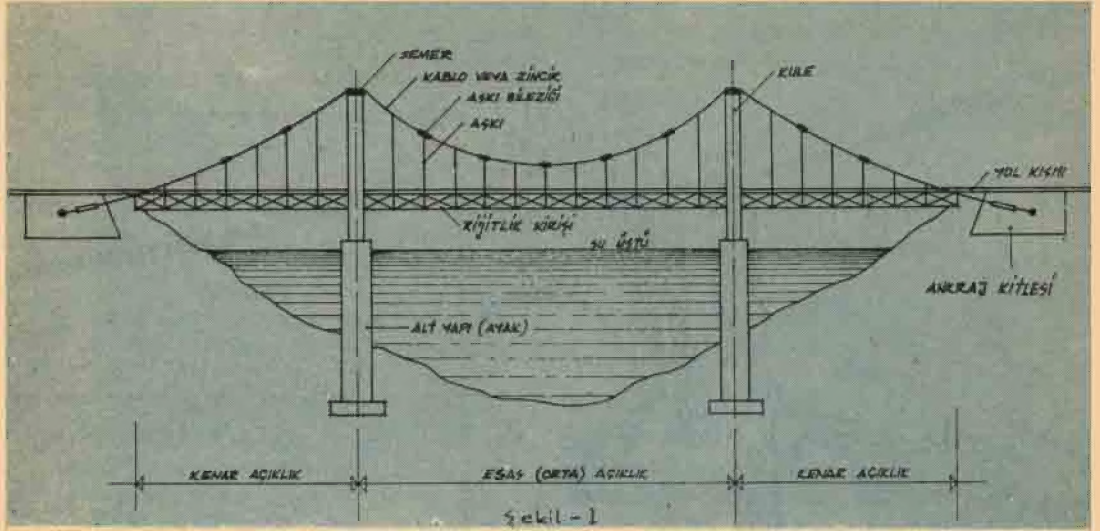 SEMER
KABLO VEYA ZİNCİR
ASKI BİLEZİĞİ
ASKI
KULE
YOL KISMI
RİJİTLİK KİRİŞİ
SU ÜSTÜ
ANKRAJ KİTLESİ
ALT YAPI (AYAK)
KENAR AÇIKLIK
ESAS (ORTA) AÇIKLIK
KENAR AÇIKLIK
Şekil-1